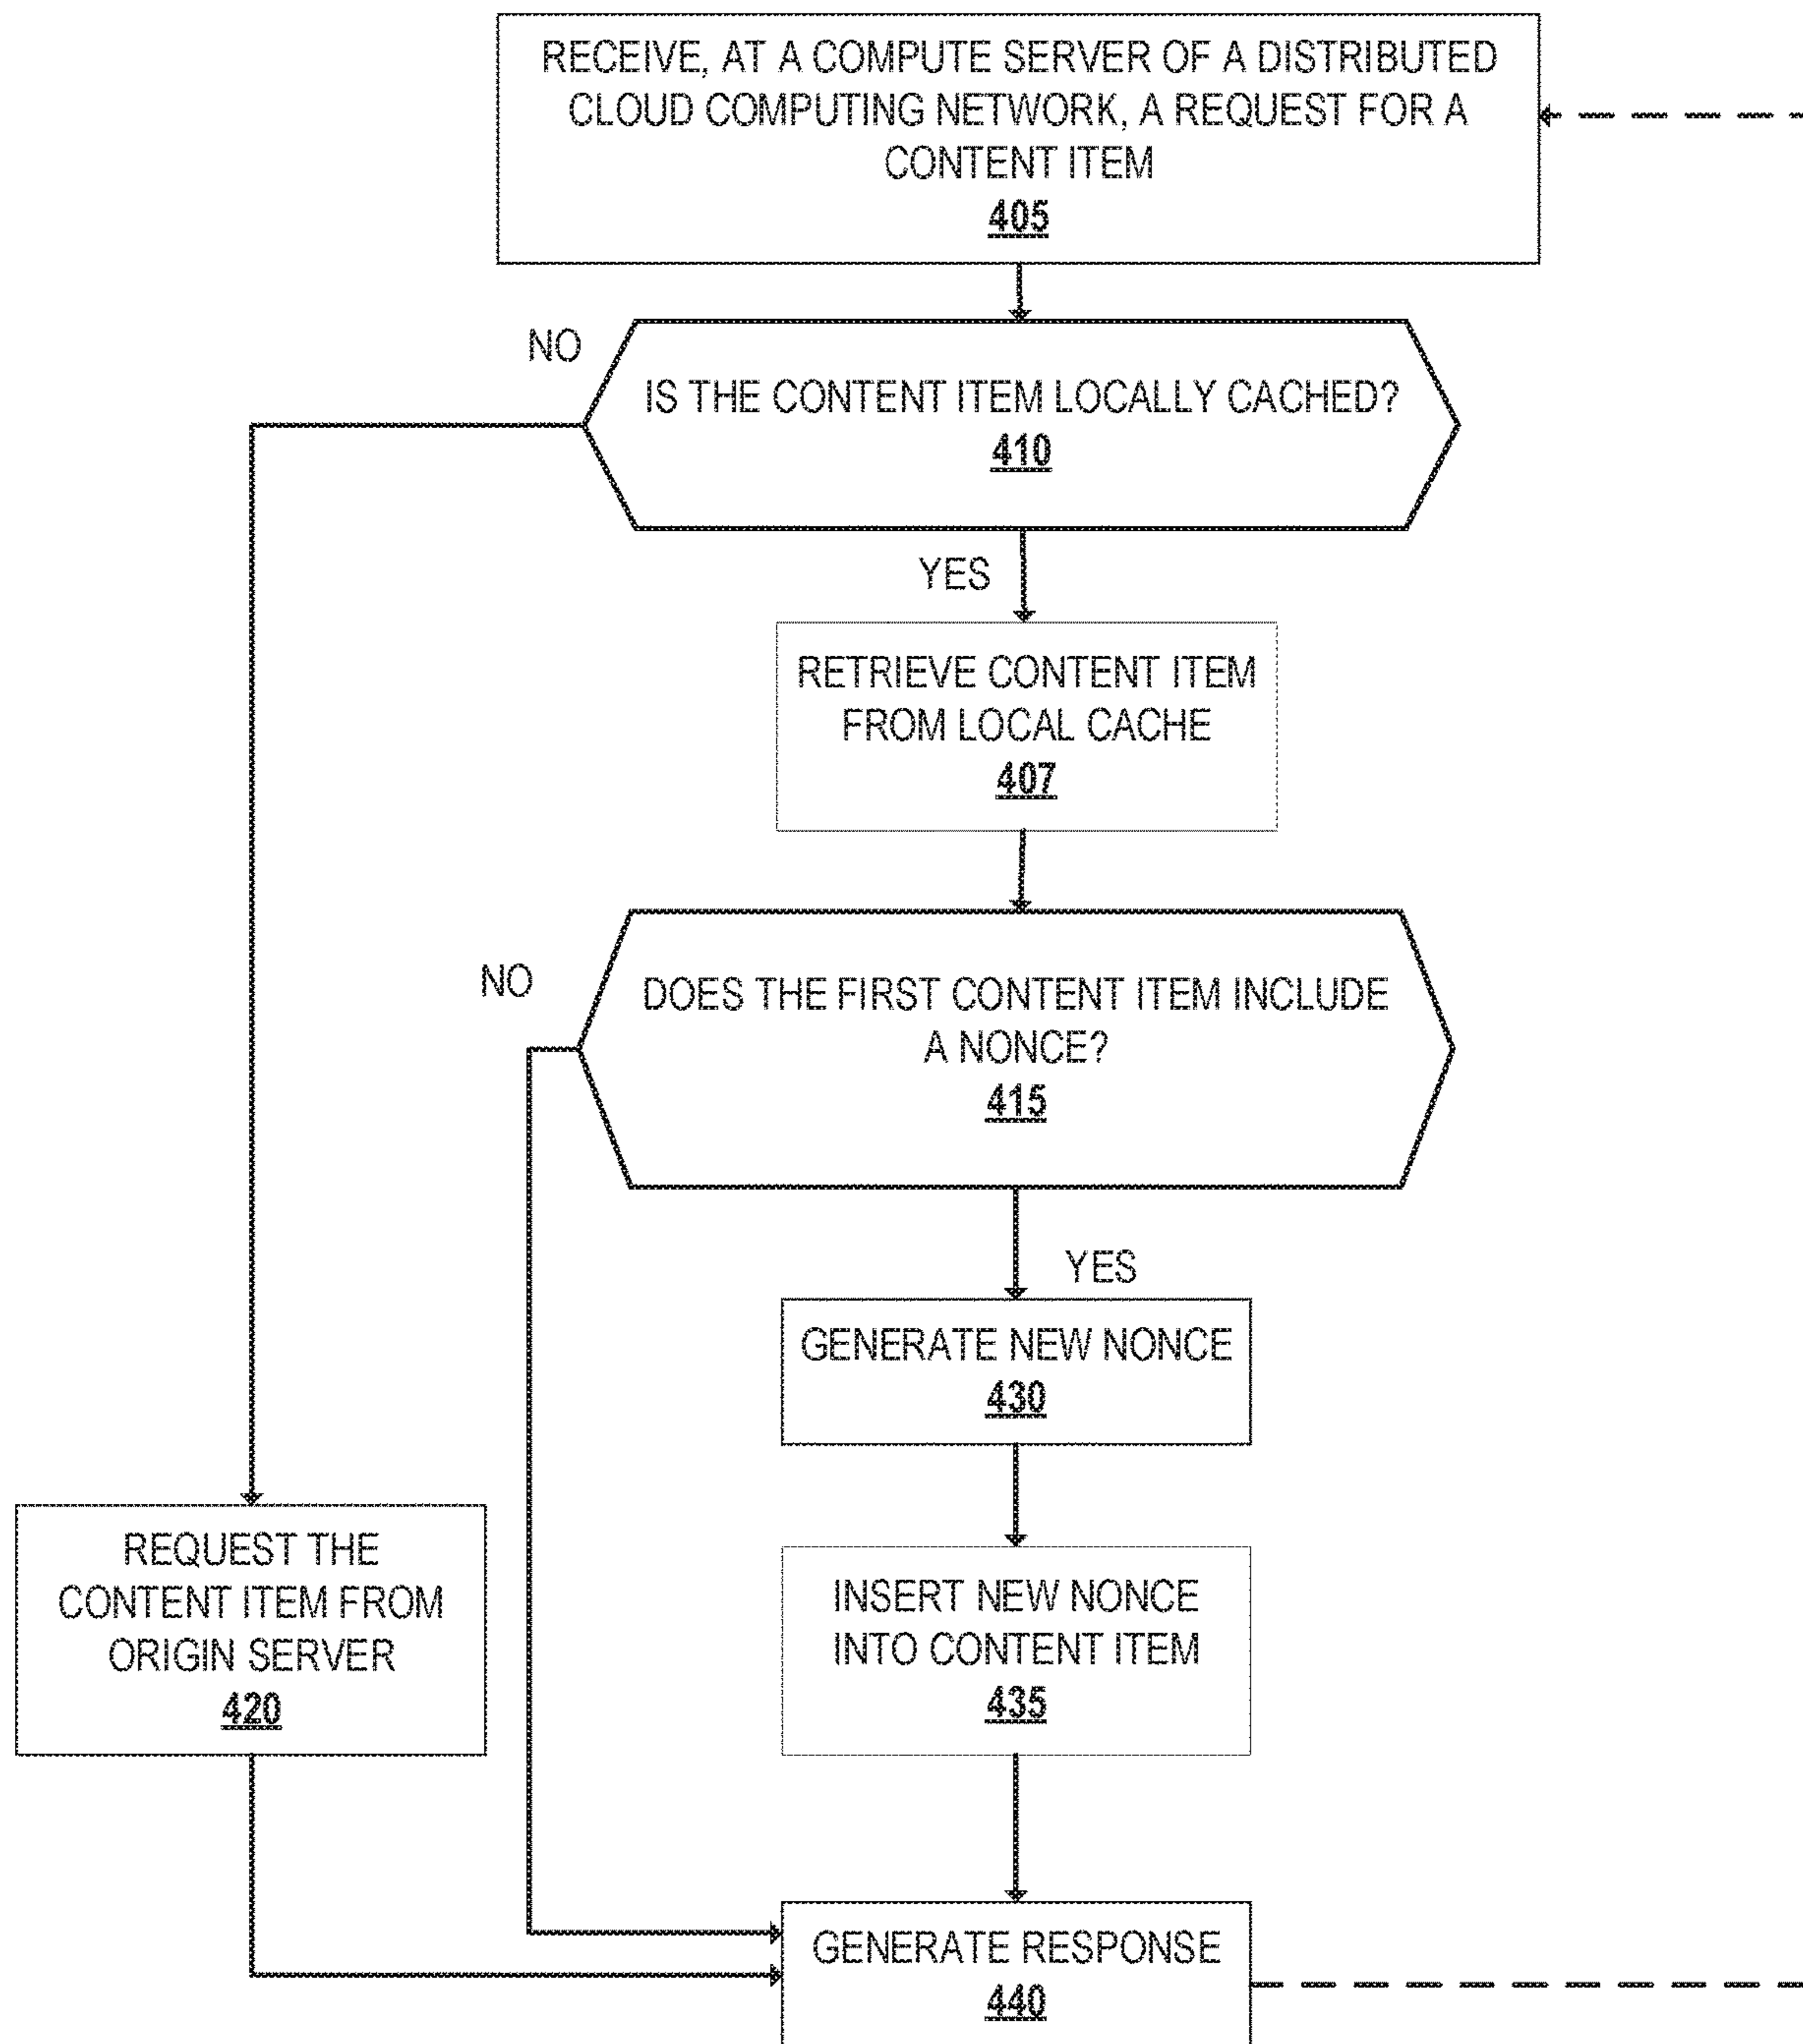 RECEIVE, AT A COMPUTE SERVER OF A DISTRIBUTED
CLOUD COMPUTING NETWORK, A REQUEST FOR A
CONTENT ITEM
405
NO
IS THE CONTENT ITEM LOCALLY CACHED?
410
YES
RETRIEVE CONTENT ITEM
FROM LOCAL CACHE
407
NO
DOES THE FIRST CONTENT ITEM INCLUDE
A NONCE?
415
YES
GENERATE NEW NONCE
430
REQUEST THE
CONTENT ITEM FROM
ORIGIN SERVER
420
INSERT NEW NONCE
INTO CONTENT ITEM
435
GENERATE RESPONSE
440